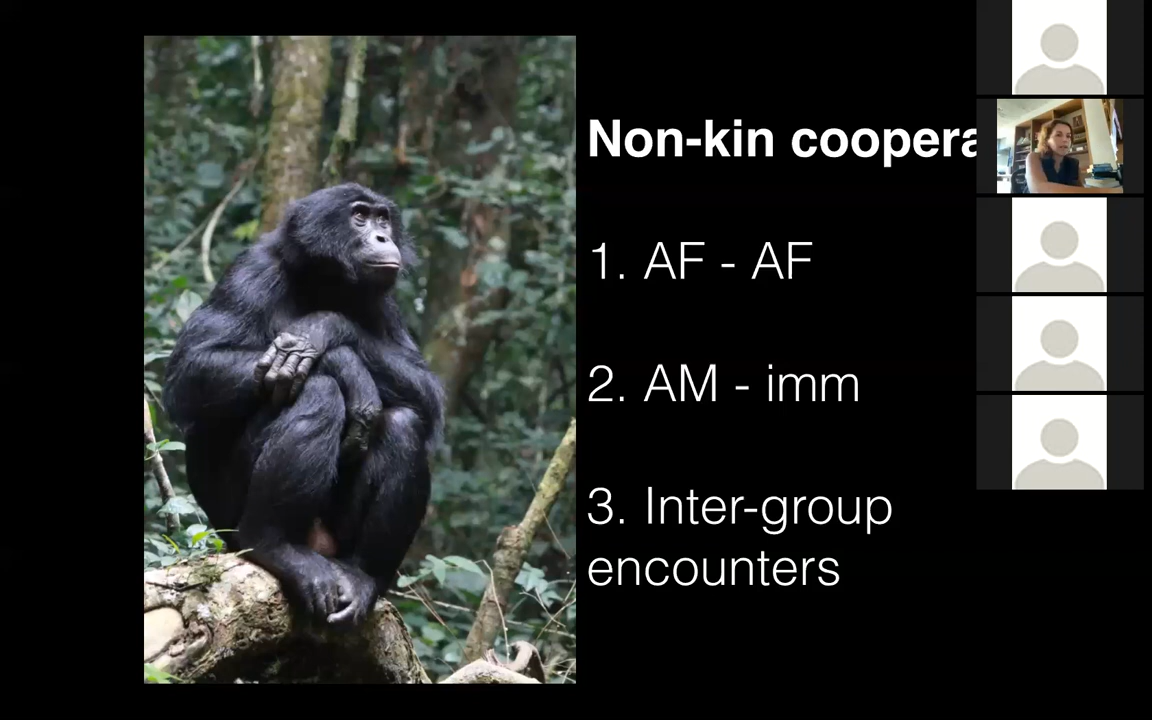 Non-kin coopera
1. AF - AF
2. AM - imm
3. Inter-group
encounters